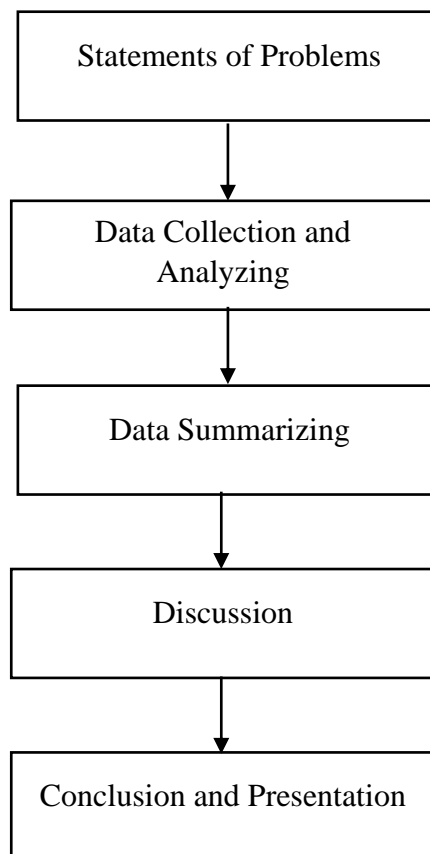 Statements of Problems
Data Collection and
Analyzing
Data Summarizing
Discussion
Conclusion and Presentation